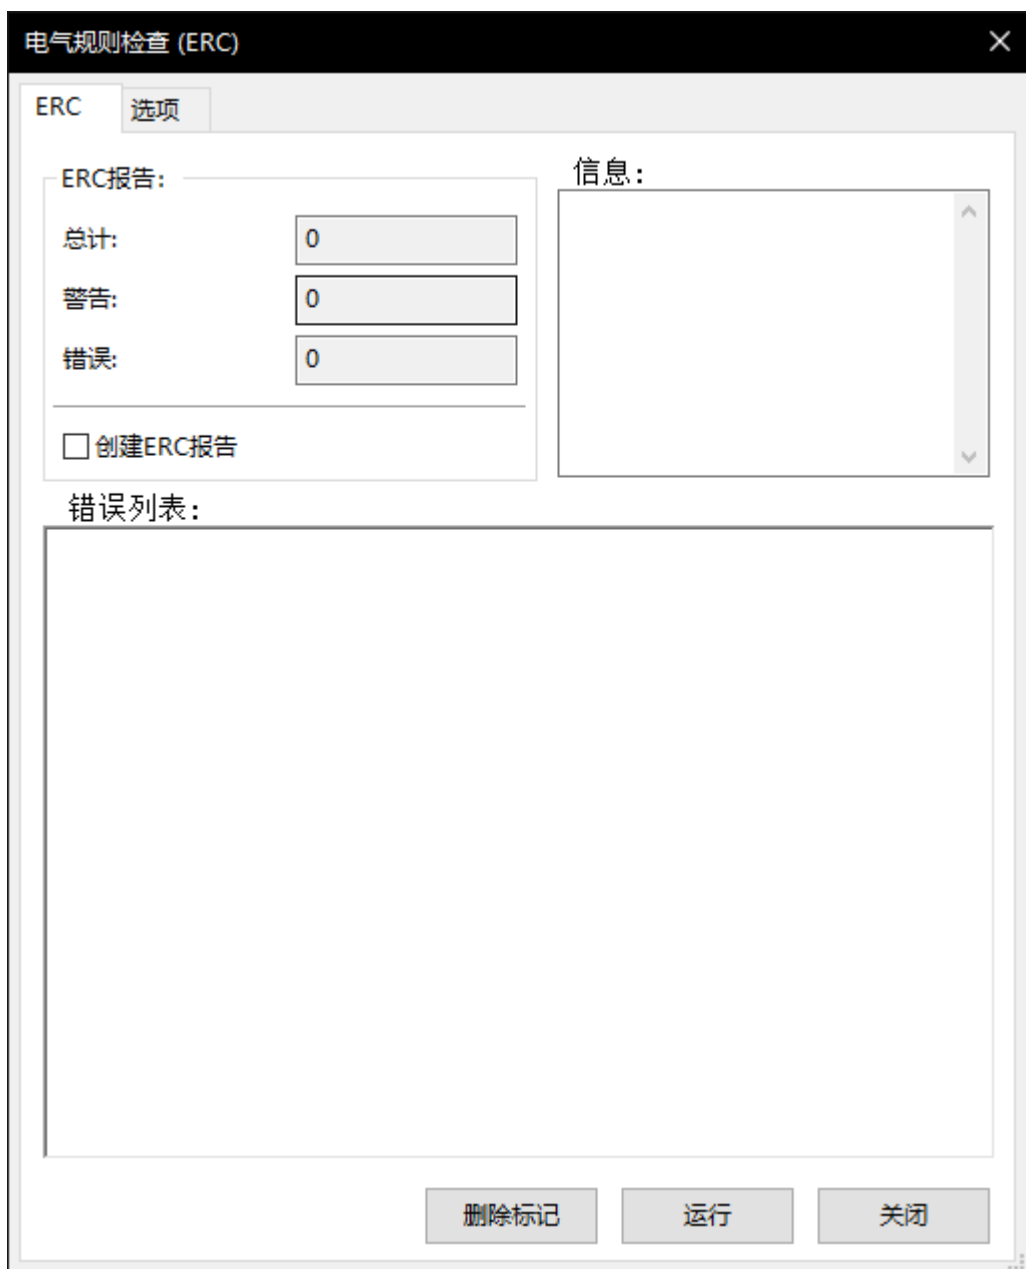 电气规则检查 (ERC)
ERC 选项
ERC报告:
信息:
总计: 0
警告: 0
错误: 0
创建ERC报告
错误列表:
删除标记 运行 关闭